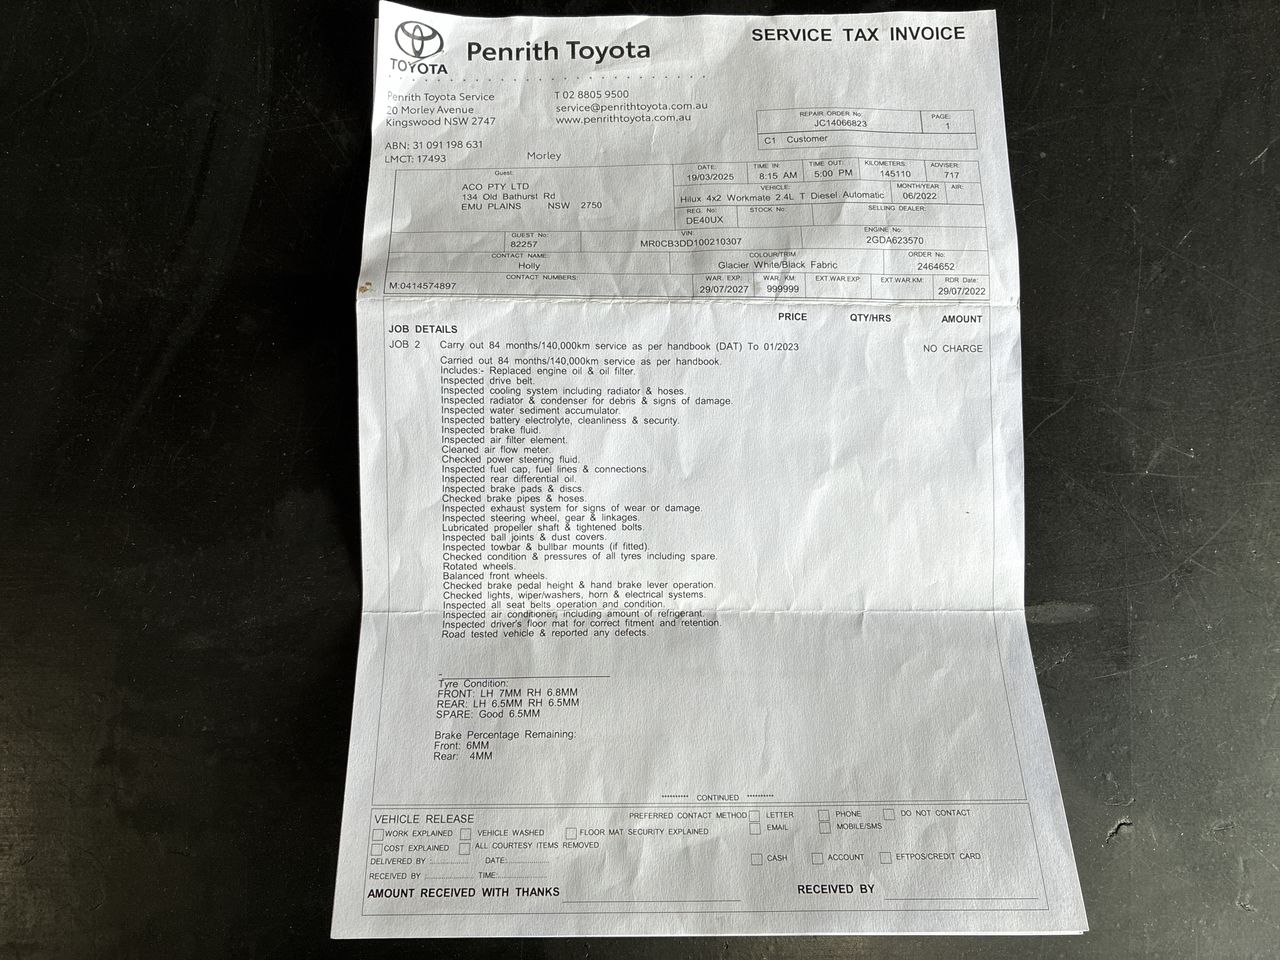 TOYOTA
Penrith Toyota
SERVICE TAX INVOICE
Penrith Toyota Service
20 Morley Avenue
Kingswood NSW 2747
T 02 8805 9500
service@penrithtoyota.com.au
www.penrithtoyota.com.au
ABN: 31 091 198 631
LMCT: 17493
Morley
REPAIR ORDER No:
JC14066823
PAGE:
1
C1 Customer
Guest:
ACO PTY LTD
134 Old Bathurst Rd
EMU PLAINS NSW 2750
DATE: TIME IN: TIME OUT: KILOMETERS: ADVISER:
19/03/2025 8:15 AM 5:00 PM 145110 717
VEHICLE: MONTH/YEAR AIR:
Hilux 4x2 Workmate 2.4L T Diesel Automatic 06/2022
REG. No: STOCK No: SELLING DEALER:
DE40UX
GUEST No: VIN: ENGINE No:
82257 MR0CB3DD100210307 2GDA623570
CONTACT NAME: COLOUR/TRIM ORDER No:
Holly Glacier White/Black Fabric 2464652
CONTACT NUMBERS: WAR. EXP: WAR. KM: EXT WAR.EXP: EXT WAR.KM: RDR Date:
M:0414574897 29/07/2027 999999 29/07/2022
JOB DETAILS PRICE QTY/HRS AMOUNT
JOB 2 Carry out 84 months/140,000km service as per handbook (DAT) To 01/2023 NO CHARGE
Carried out 84 months/140,000km service as per handbook.
Includes:- Replaced engine oil & oil filter.
Inspected drive belt.
Inspected cooling system including radiator & hoses.
Inspected radiator & condenser for debris & signs of damage.
Inspected water sediment accumulator.
Inspected battery electrolyte, cleanliness & security.
Inspected brake fluid.
Inspected air filter element.
Cleaned air flow meter.
Checked power steering fluid.
Inspected fuel cap, fuel lines & connections.
Inspected rear differential oil.
Inspected brake pads & discs.
Checked brake pipes & hoses.
Inspected exhaust system for signs of wear or damage.
Inspected steering wheel, gear & linkages.
Lubricated propeller shaft & tightened bolts.
Inspected ball joints & dust covers.
Inspected towbar & bullbar mounts (if fitted).
Checked condition & pressures of all tyres including spare.
Rotated wheels.
Balanced front wheels.
Checked brake pedal height & hand brake lever operation.
Checked lights, wiper/washers, horn & electrical systems.
Inspected all seat belts operation and condition.
Inspected air conditioner, including amount of refrigerant.
Inspected driver's floor mat for correct fitment and retention.
Road tested vehicle & reported any defects.
Tyre Condition:
FRONT: LH 7MM RH 6.8MM
REAR: LH 6.5MM RH 6.5MM
SPARE: Good 6.5MM
Brake Percentage Remaining:
Front: 6MM
Rear: 4MM
********** CONTINUED **********
VEHICLE RELEASE PREFERRED CONTACT METHOD LETTER PHONE DO NOT CONTACT
WORK EXPLAINED VEHICLE WASHED FLOOR MAT SECURITY EXPLAINED EMAIL MOBILE/SMS
COST EXPLAINED ALL COURTESY ITEMS REMOVED
DELIVERED BY DATE: CASH ACCOUNT EFTPOS/CREDIT CARD
RECEIVED BY TIME:
AMOUNT RECEIVED WITH THANKS RECEIVED BY